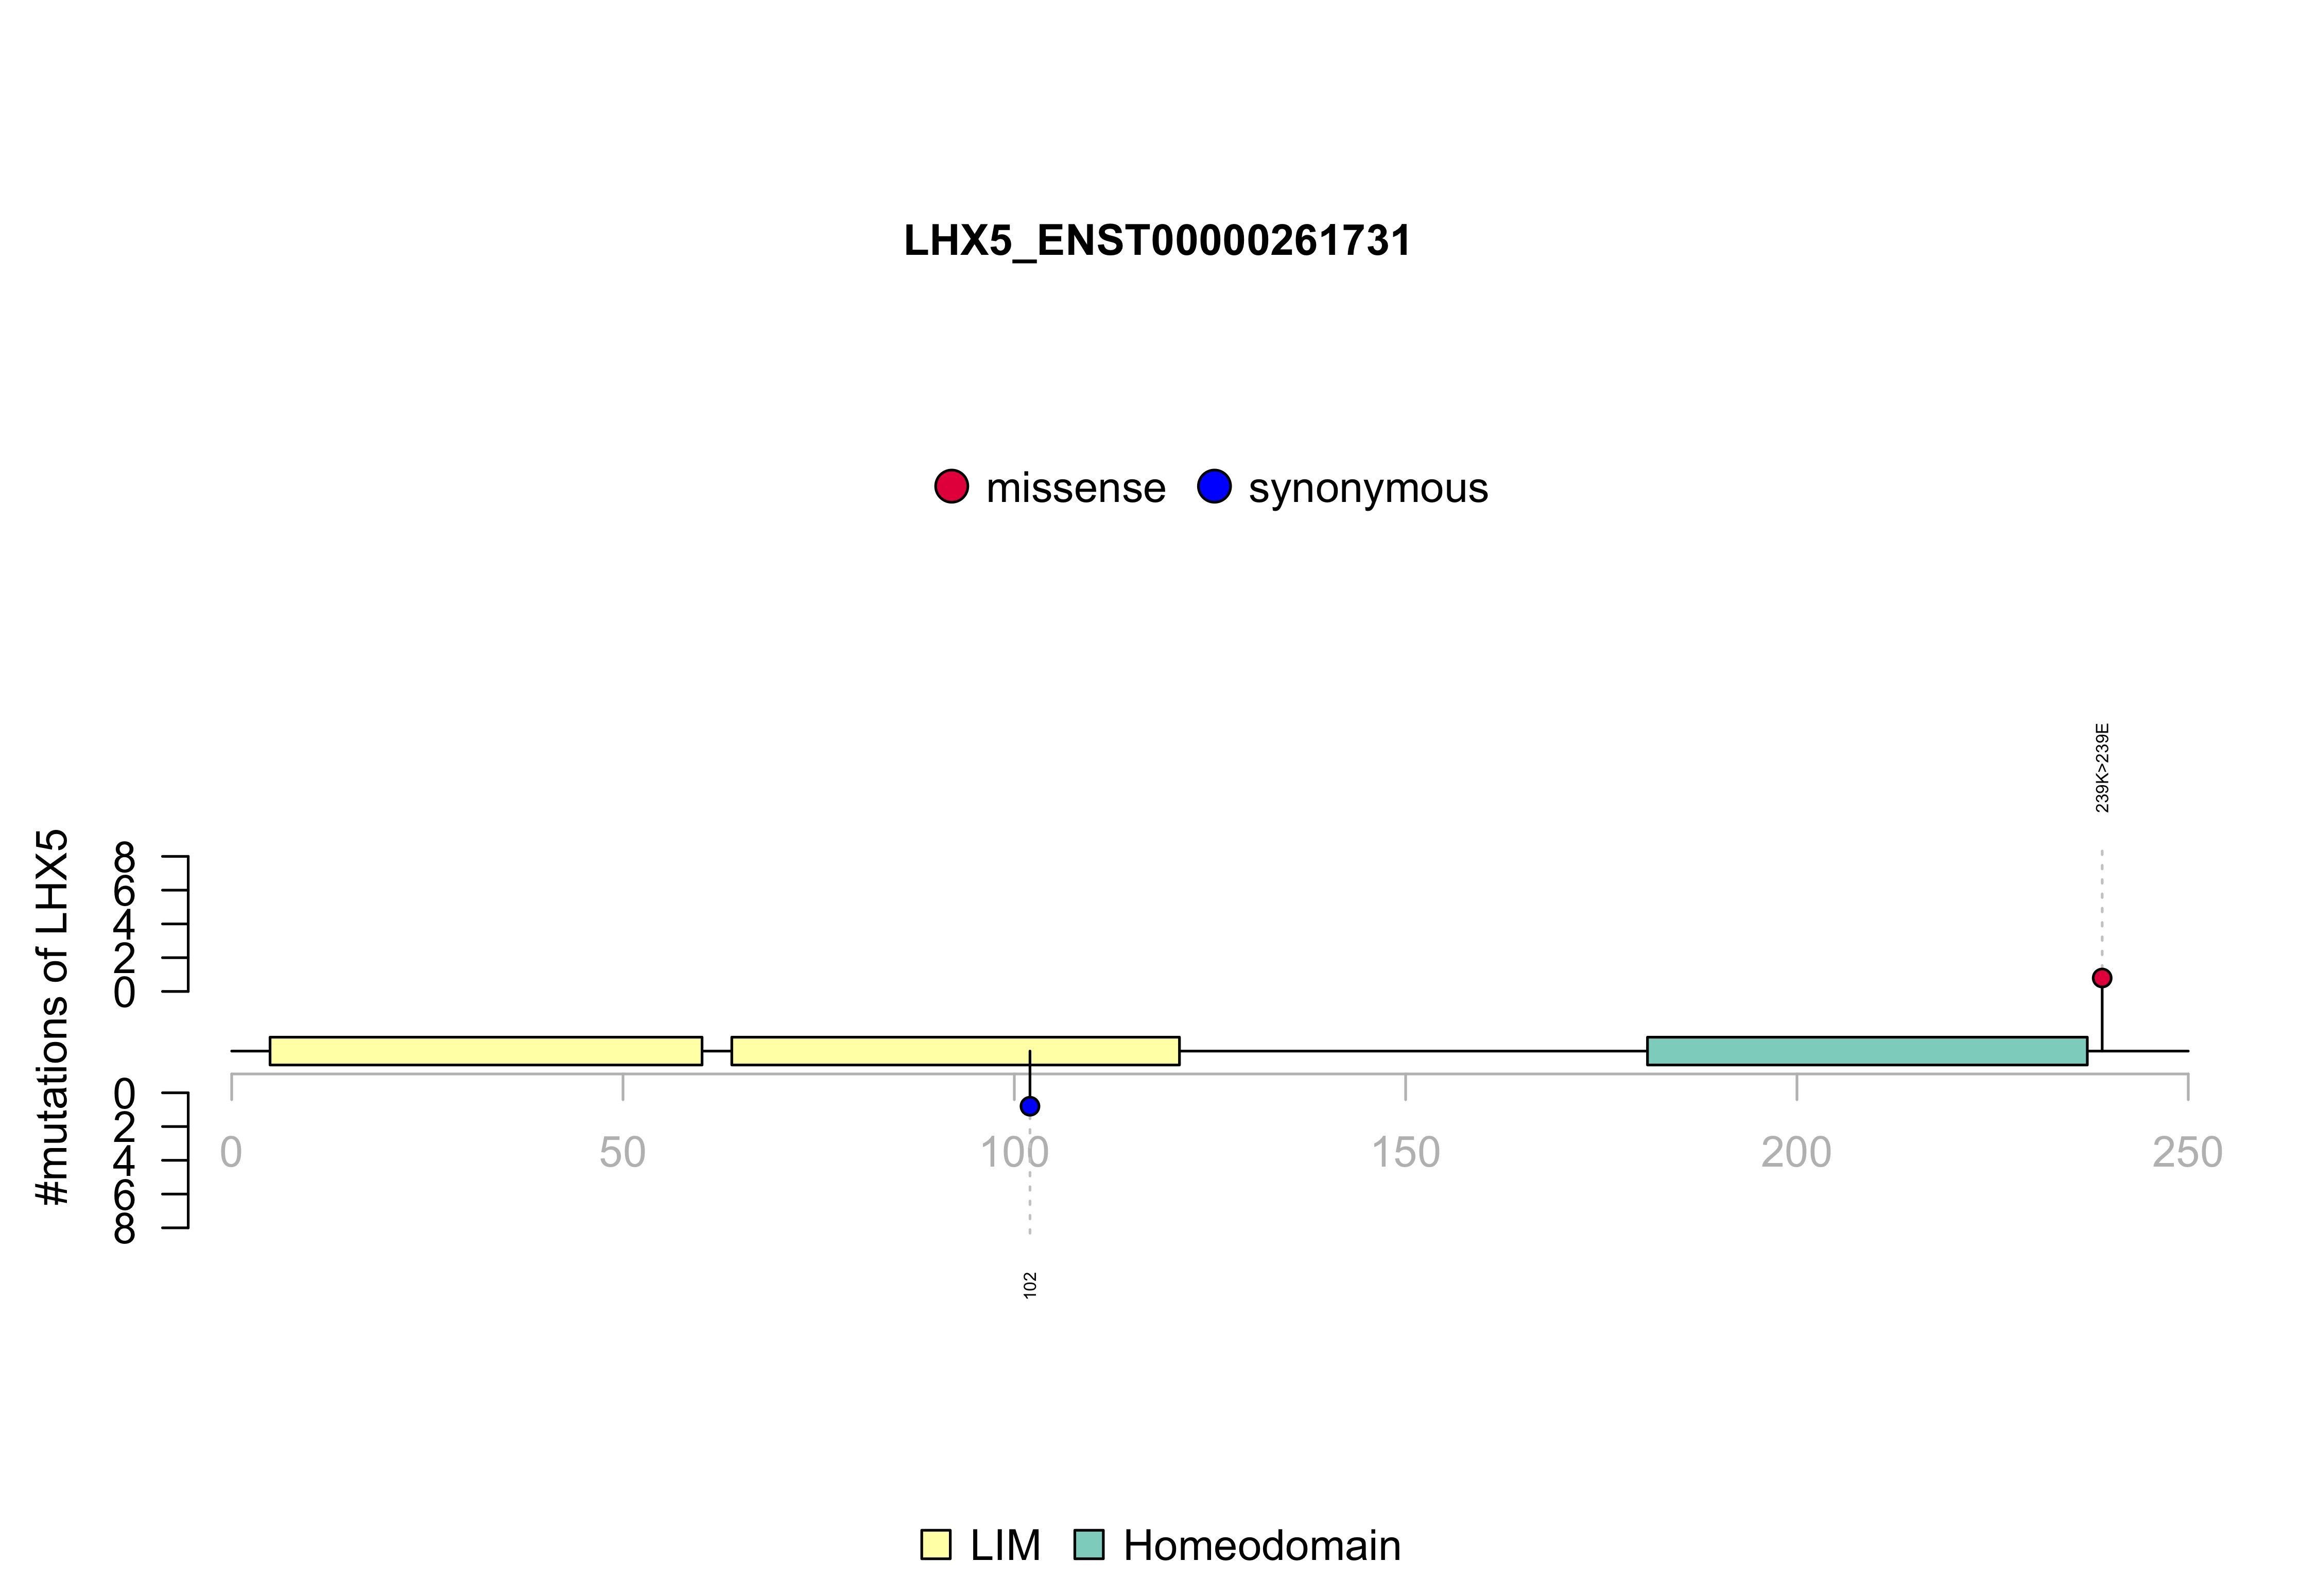 LHX5_ENST00000261731
missense synonymous
239K>239E
#mutations of LHX5
8
6
4
2
0
0
2
4
6
8
0 50 100 150 200 250
102
LIM Homeodomain